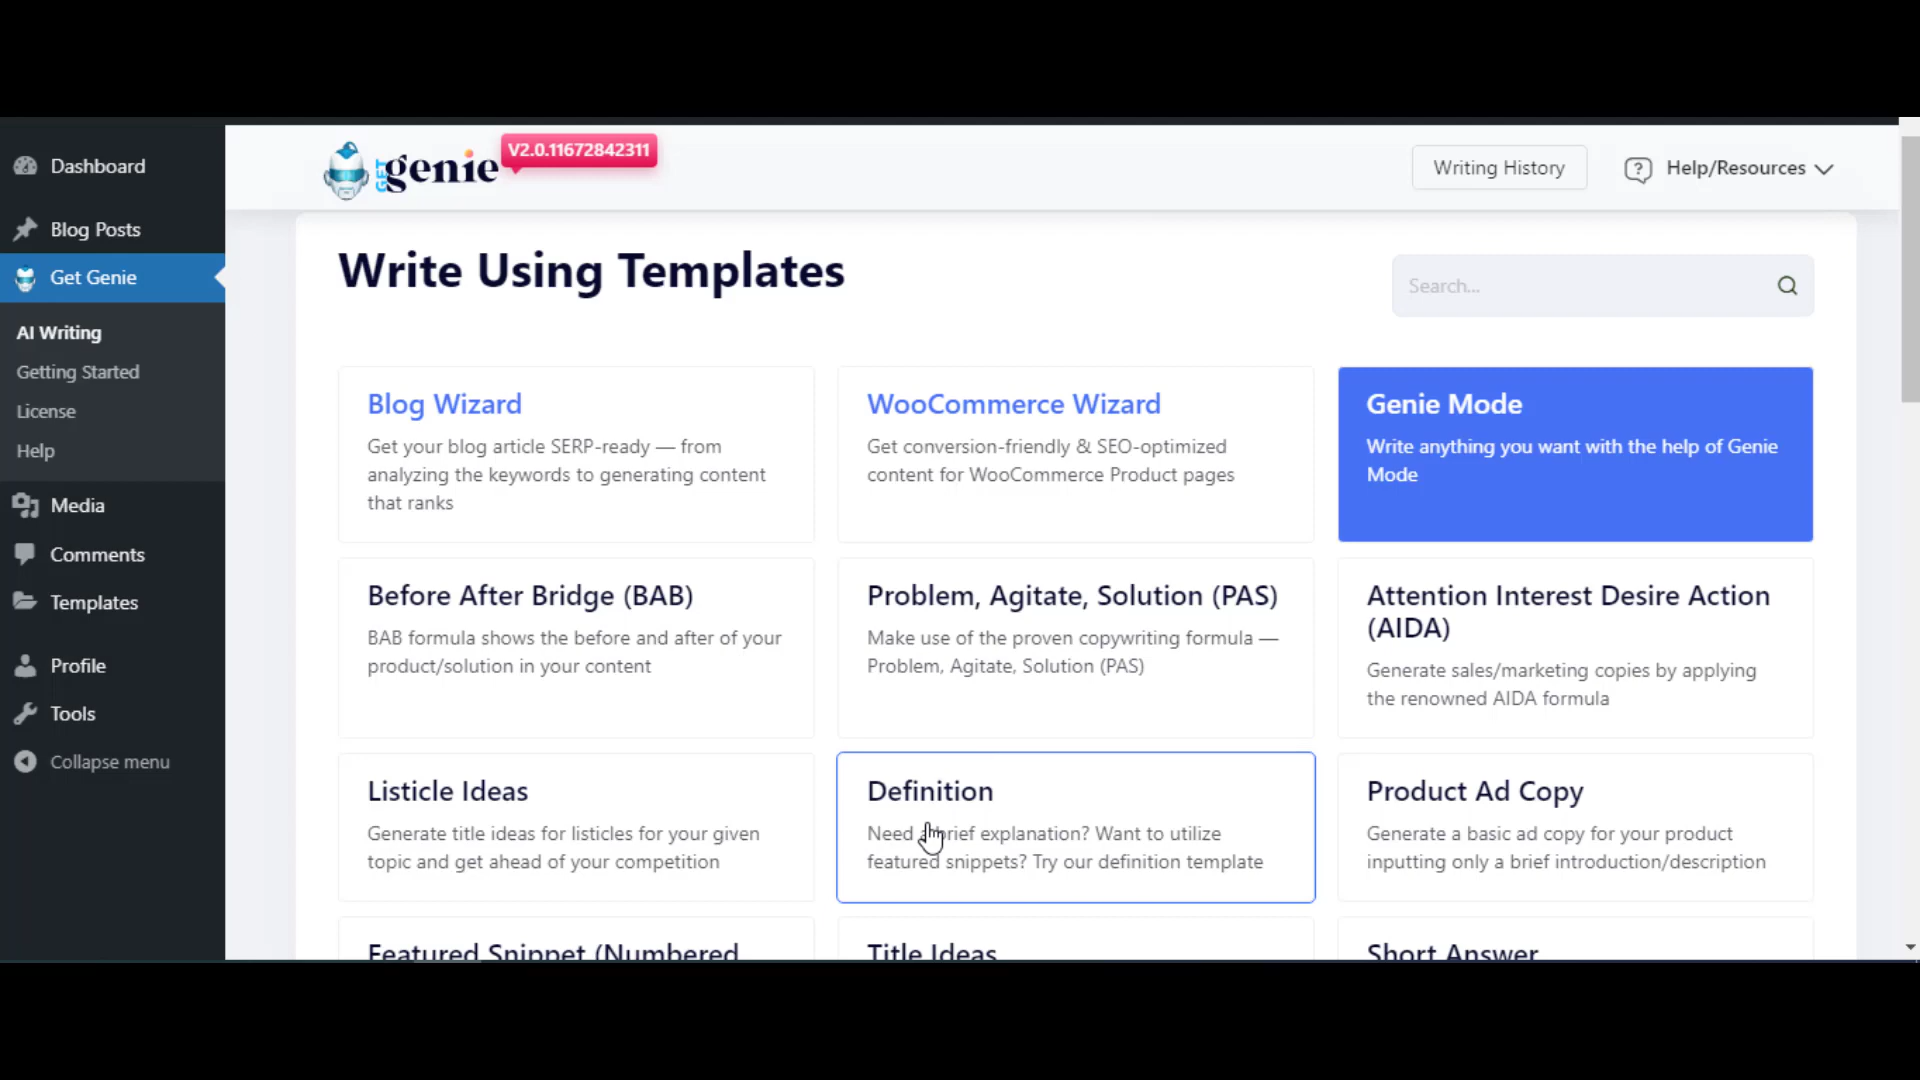 Dashboard
Blog Posts
Get Genie
AI Writing
Getting Started
License
Help
Media
Comments
Templates
Profile
Tools
Collapse menu
GET genie
V2.0.11672842311
Writing History
Help/Resources
Write Using Templates
Search...
Blog Wizard
Get your blog article SERP-ready — from
analyzing the keywords to generating content
that ranks
WooCommerce Wizard
Get conversion-friendly & SEO-optimized
content for WooCommerce Product pages
Genie Mode
Write anything you want with the help of Genie
Mode
Before After Bridge (BAB)
BAB formula shows the before and after of your
product/solution in your content
Problem, Agitate, Solution (PAS)
Make use of the proven copywriting formula —
Problem, Agitate, Solution (PAS)
Attention Interest Desire Action
(AIDA)
Generate sales/marketing copies by applying
the renowned AIDA formula
Listicle Ideas
Generate title ideas for listicles for your given
topic and get ahead of your competition
Definition
Need a brief explanation? Want to utilize
featured snippets? Try our definition template
Product Ad Copy
Generate a basic ad copy for your product
inputting only a brief introduction/description
Featured Snippet (Numbered
Title Ideas
Short Answer